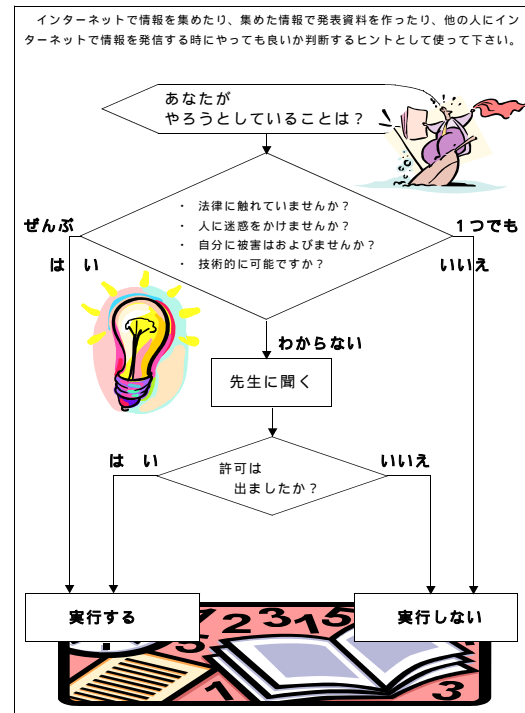 インターネットで情報を集めたり、集めた情報で発表資料を作ったり、他の人にイン
ターネットで情報を発信する時にやっても良いか判断するヒントとして使って下さい。
あなたが
やろうとしていることは？
・ 法律に触れていませんか？
・ 人に迷惑をかけませんか？
・ 自分に被害はおよびませんか？
・ 技術的に可能ですか？
ぜんぶ
は い
１つでも
いいえ
わからない
先生に聞く
は い
いいえ
許可は
出ましたか？
実行する
実行しない
5 1 2 3 1 5
1 3